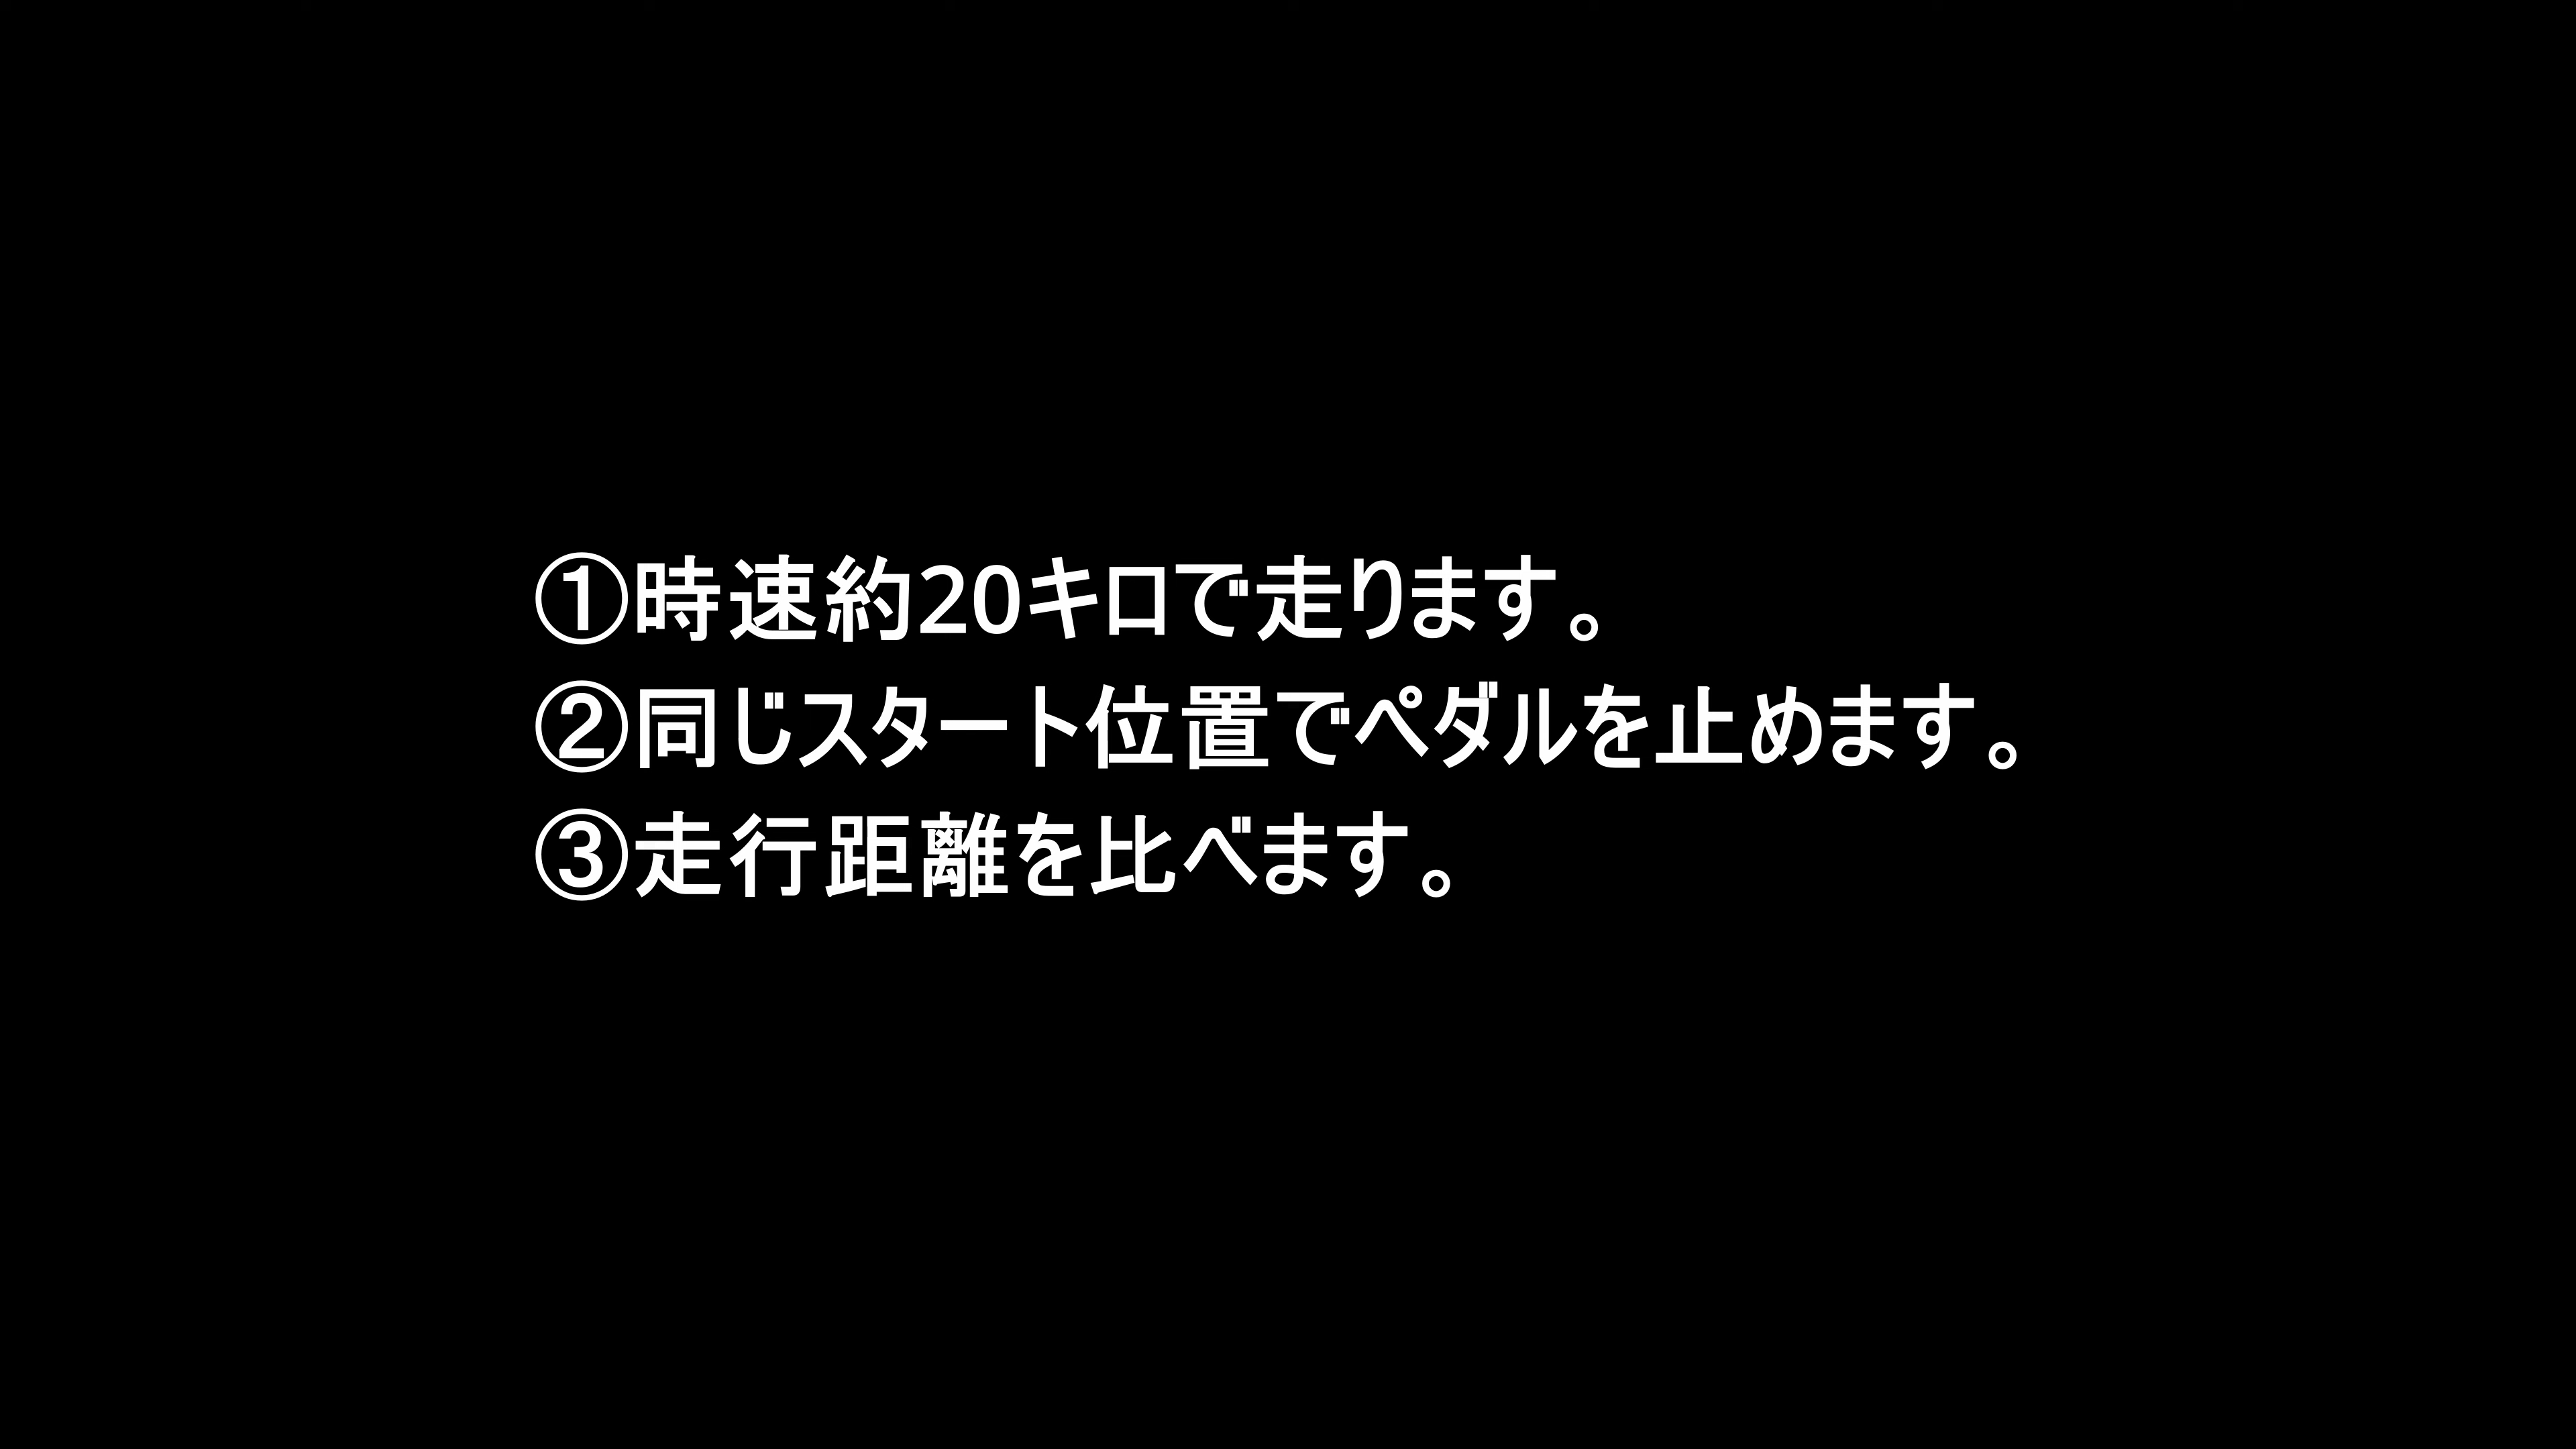 ①時速約20キロで走ります。
②同じスタート位置でペダルを止めます。
③走行距離を比べます。